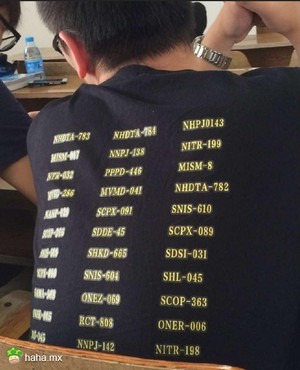 NHDTA-783 NHDTA-784 NHPJ0143
NNPJ-138 NITR-199
PPPD-446 MISM-8
MVMD-041 NHDTA-782
SCPX-091 SNIS-610
SDDE-45 SCPX-089
SHKD-665 SDSI-031
SNIS-604 SHL-045
ONEZ-069 SCOP-363
RCT-808 ONER-006
NNPJ-142 NITR-198
haha.mx